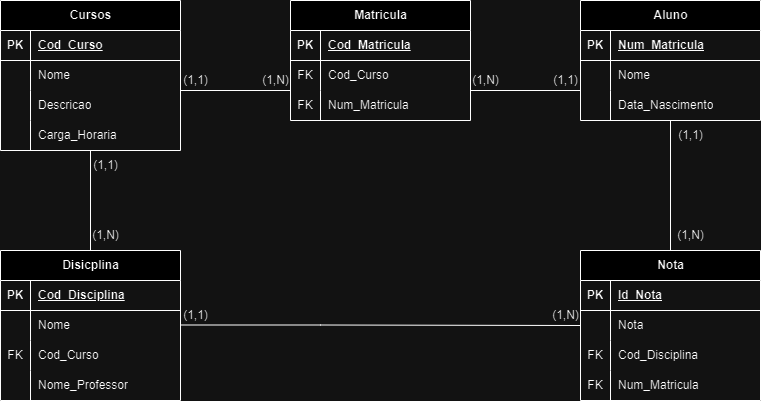 Cursos
PK Cod_Curso
Nome
Descricao
Carga_Horaria
(1,1)
(1,N)
Matricula
PK Cod_Matricula
FK Cod_Curso
FK Num_Matricula
(1,N)
(1,1)
Aluno
PK Num_Matricula
Nome
Data_Nascimento
(1,1)
(1,N)
(1,1)
(1,N)
Disicplina
PK Cod_Disciplina
Nome
FK Cod_Curso
Nome_Professor
(1,1)
(1,N)
Nota
PK Id_Nota
Nota
FK Cod_Disciplina
FK Num_Matricula